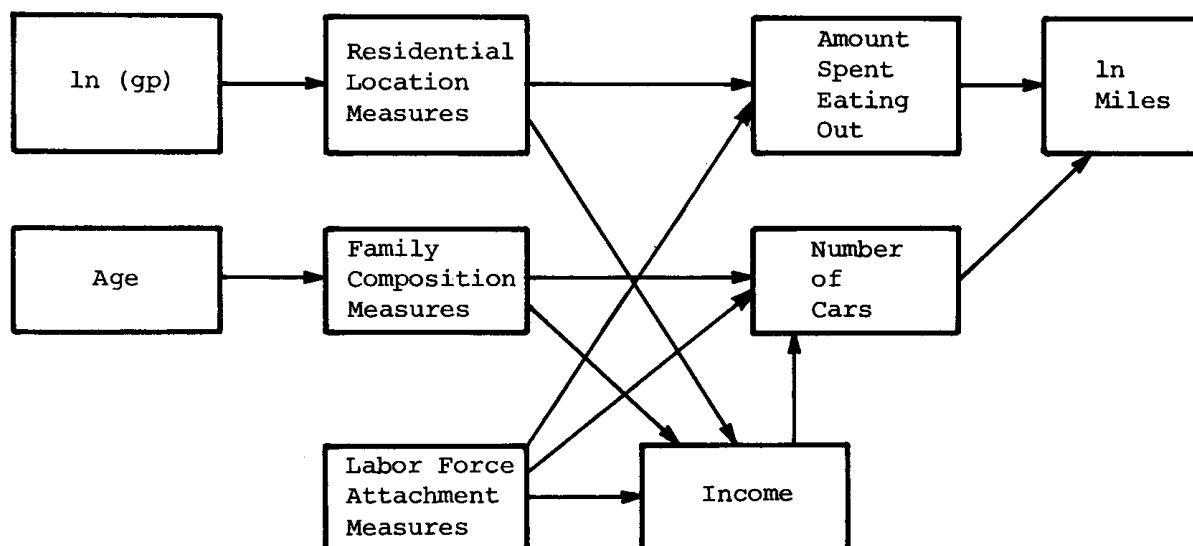 ln (gp)
Residential
Location
Measures
Amount
Spent
Eating
Out
ln
Miles
Age
Family
Composition
Measures
Number
of
Cars
Labor Force
Attachment
Measures
Income